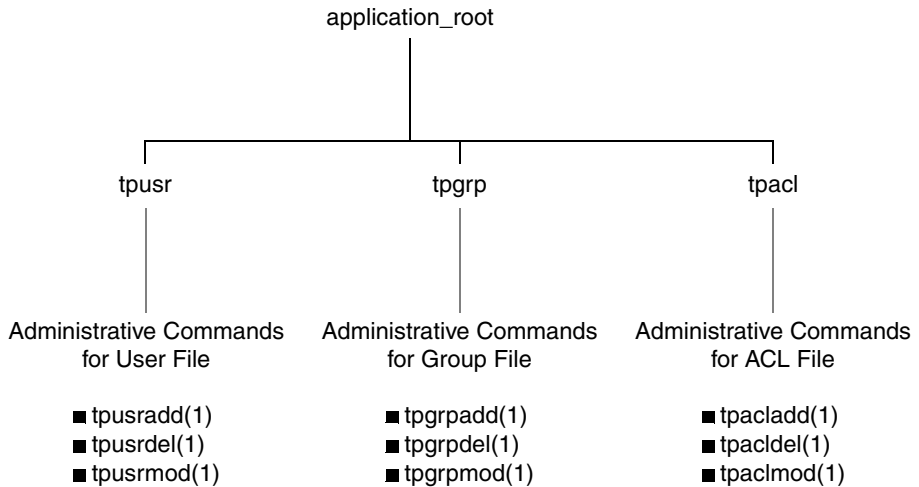 application_root
tpusr
tpgrp
tpacl
Administrative Commands
for User File
■ tpusradd(1)
■ tpusrdel(1)
■ tpusrmod(1)
Administrative Commands
for Group File
■ tpgrpadd(1)
■ tpgrpdel(1)
■ tpgrpmod(1)
Administrative Commands
for ACL File
■ tpacladd(1)
■ tpacldel(1)
■ tpaclmod(1)